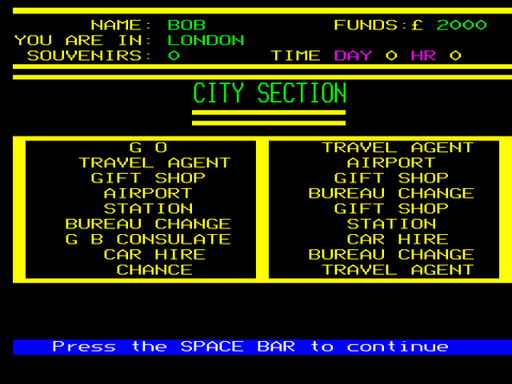 NAME: BOB FUNDS:£ 2000
YOU ARE IN: LONDON
SOUVENIRS: 0 TIME DAY 0 HR 0
CITY SECTION
G O TRAVEL AGENT
TRAVEL AGENT AIRPORT
GIFT SHOP GIFT SHOP
AIRPORT BUREAU CHANGE
STATION GIFT SHOP
BUREAU CHANGE STATION
G B CONSULATE CAR HIRE
CAR HIRE BUREAU CHANGE
CHANCE TRAVEL AGENT
Press the SPACE BAR to continue